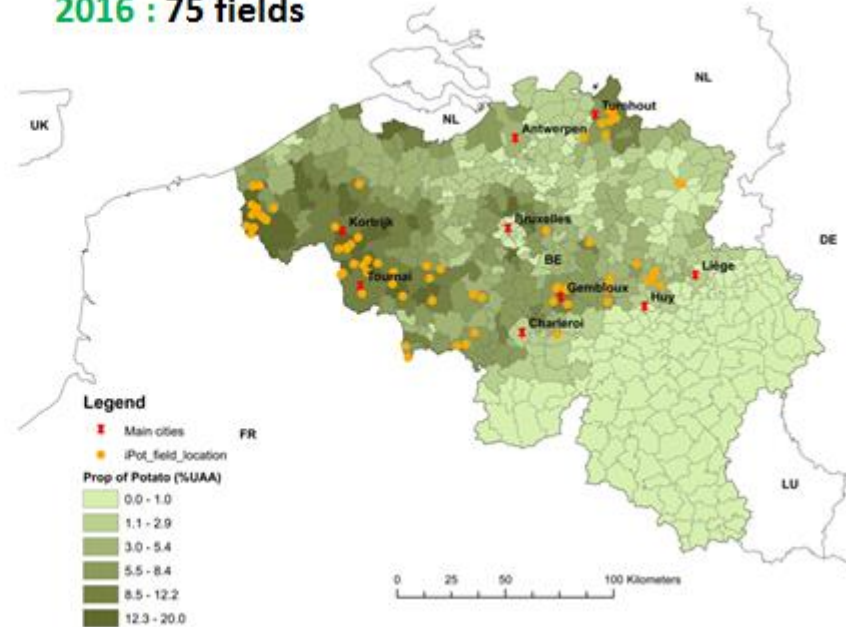 2016 : 75 fields
NL
UK
Turnhout
NL
Antwerpen
Kortrijk
Bruxelles
DE
BE
Liège
Tournai
Gembloux
Huy
Charleroi
Legend
Main cities
FR
iPot_field_location
Prop of Potato (%UAA)
0.0 - 1.0
LU
1.1 - 2.9
3.0 - 5.4
5.5 - 8.4
0 25 50 100 Kilometers
8.5 - 12.2
12.3 - 20.0